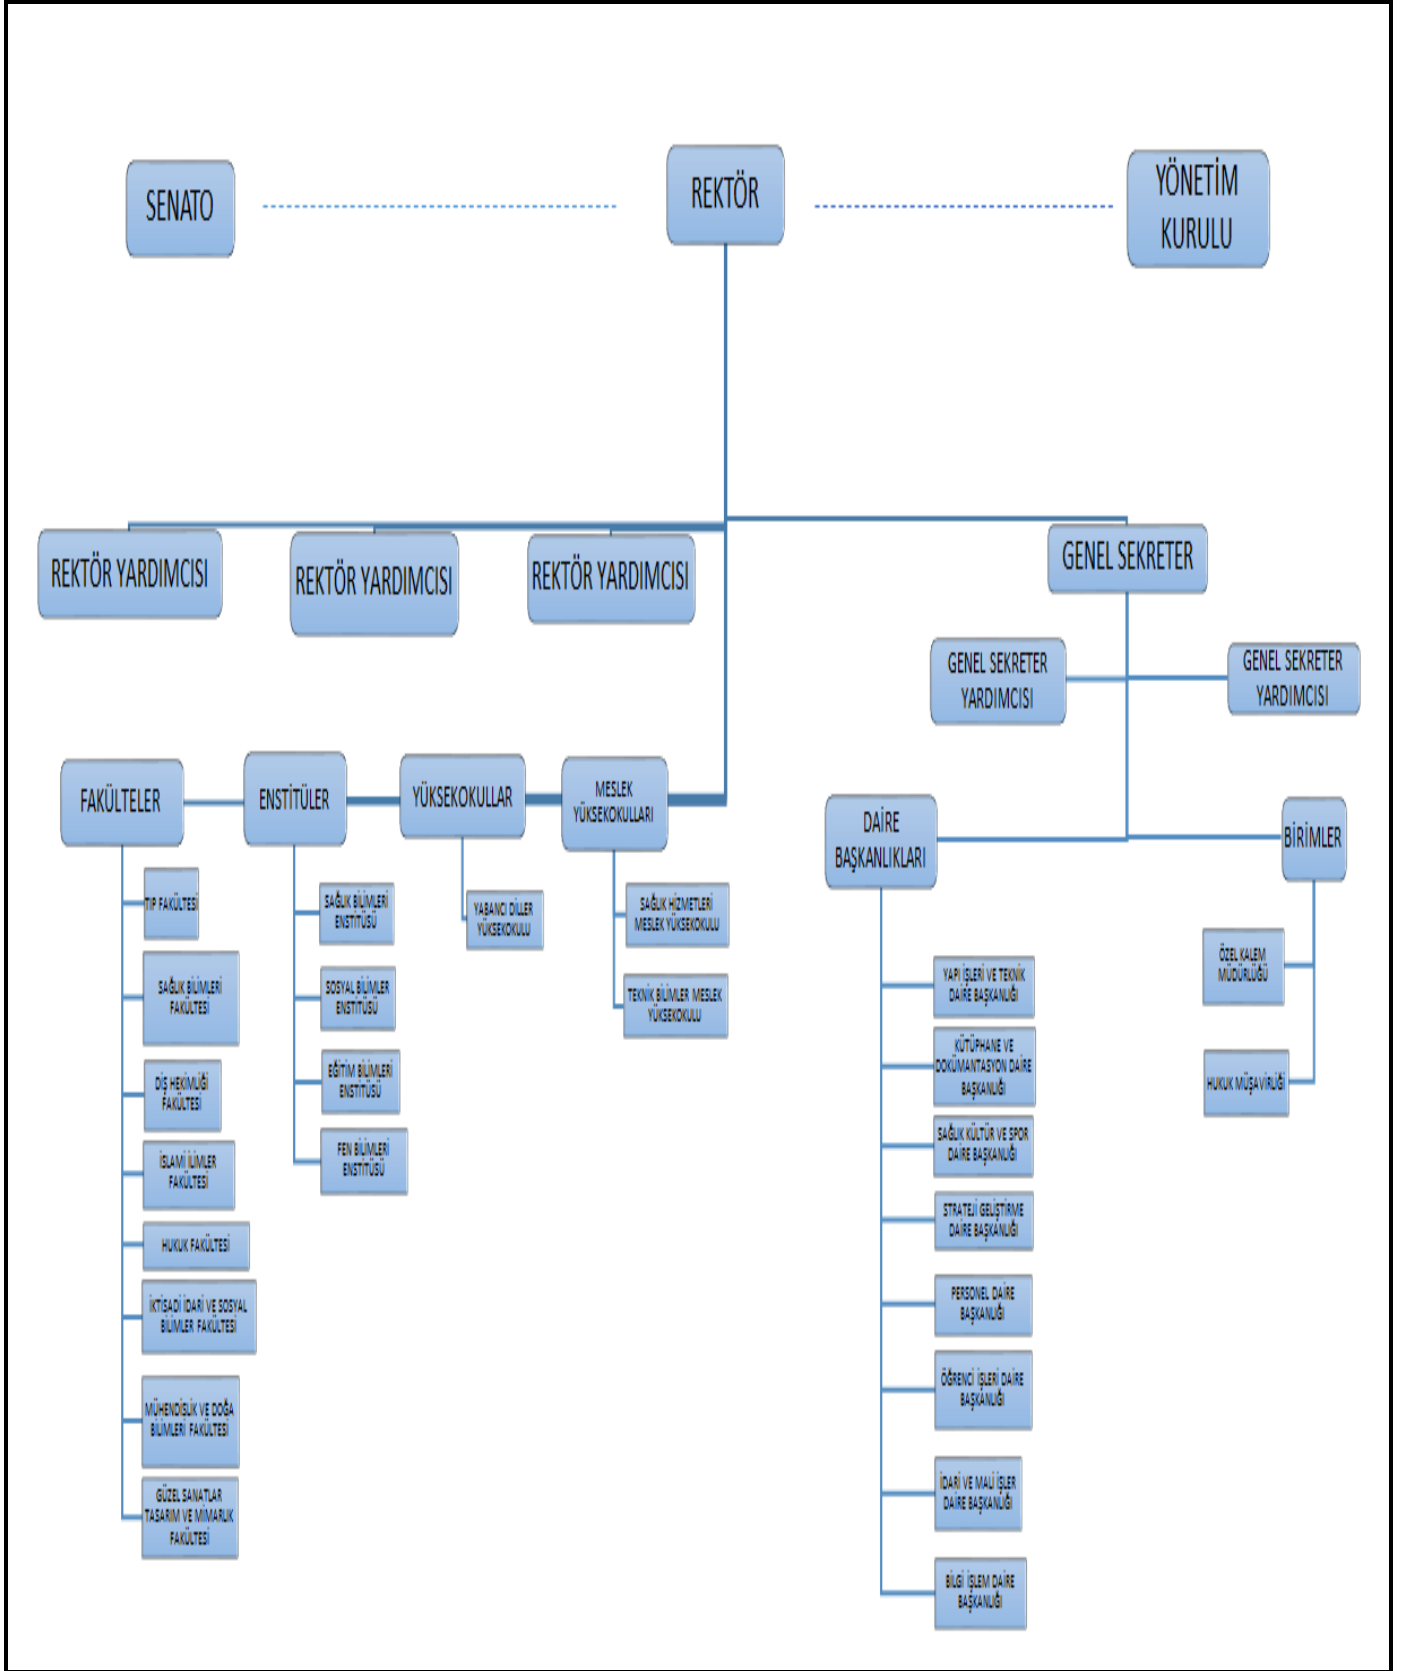 SENATO
REKTÖR
YÖNETİM
KURULU
REKTÖR YARDIMCISI
REKTÖR YARDIMCISI
REKTÖR YARDIMCISI
GENEL SEKRETER
GENEL SEKRETER
YARDIMCISI
GENEL SEKRETER
YARDIMCISI
FAKÜLTELER
ENSTİTÜLER
YÜKSEKOKULLAR
MESLEK
YÜKSEKOKULLARI
DAİRE
BAŞKANLIKLARI
BİRİMLER
TIP FAKÜLTESİ
SAĞLIK BİLİMLERİ
FAKÜLTESİ
DİŞ HEKİMLİĞİ
FAKÜLTESİ
İSLAMİ İLİMLER
FAKÜLTESİ
HUKUK FAKÜLTESİ
İKTİSADİ İDARİ VE SOSYAL
BİLİMLER FAKÜLTESİ
MÜHENDİSLİK VE DOĞA
BİLİMLERİ FAKÜLTESİ
GÜZEL SANATLAR
TASARIM VE MİMARLIK
FAKÜLTESİ
SAĞLIK BİLİMLERİ
ENSTİTÜSÜ
SOSYAL BİLİMLER
ENSTİTÜSÜ
EĞİTİM BİLİMLERİ
ENSTİTÜSÜ
FEN BİLİMLERİ
ENSTİTÜSÜ
YABANCI DİLLER
YÜKSEKOKULU
SAĞLIK HİZMETLERİ
MESLEK YÜKSEKOKULU
TEKNİK BİLİMLER MESLEK
YÜKSEKOKULU
YAPI İŞLERİ VE TEKNİK
DAİRE BAŞKANLIĞI
KÜTÜPHANE VE
DOKÜMANTASYON DAİRE
BAŞKANLIĞI
SAĞLIK KÜLTÜR VE SPOR
DAİRE BAŞKANLIĞI
STRATEJİ GELİŞTİRME
DAİRE BAŞKANLIĞI
PERSONEL DAİRE
BAŞKANLIĞI
ÖĞRENCİ İŞLERİ DAİRE
BAŞKANLIĞI
İDARİ VE MALİ İŞLER
DAİRE BAŞKANLIĞI
BİLGİ İŞLEM DAİRE
BAŞKANLIĞI
ÖZEL KALEM
MÜDÜRLÜĞÜ
HUKUK MÜŞAVİRLİĞİ